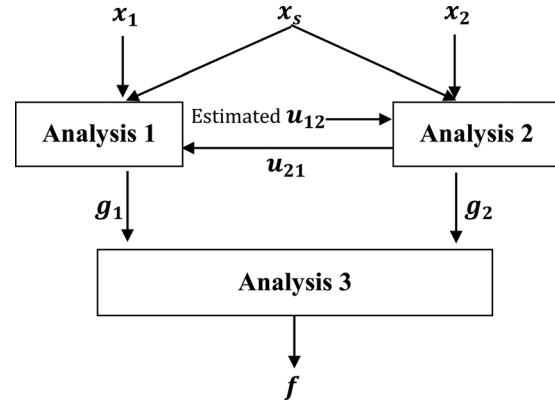 x₁ xₛ x₂
Estimated u₁₂
Analysis 1 Analysis 2
u₂₁
g₁ g₂
Analysis 3
f